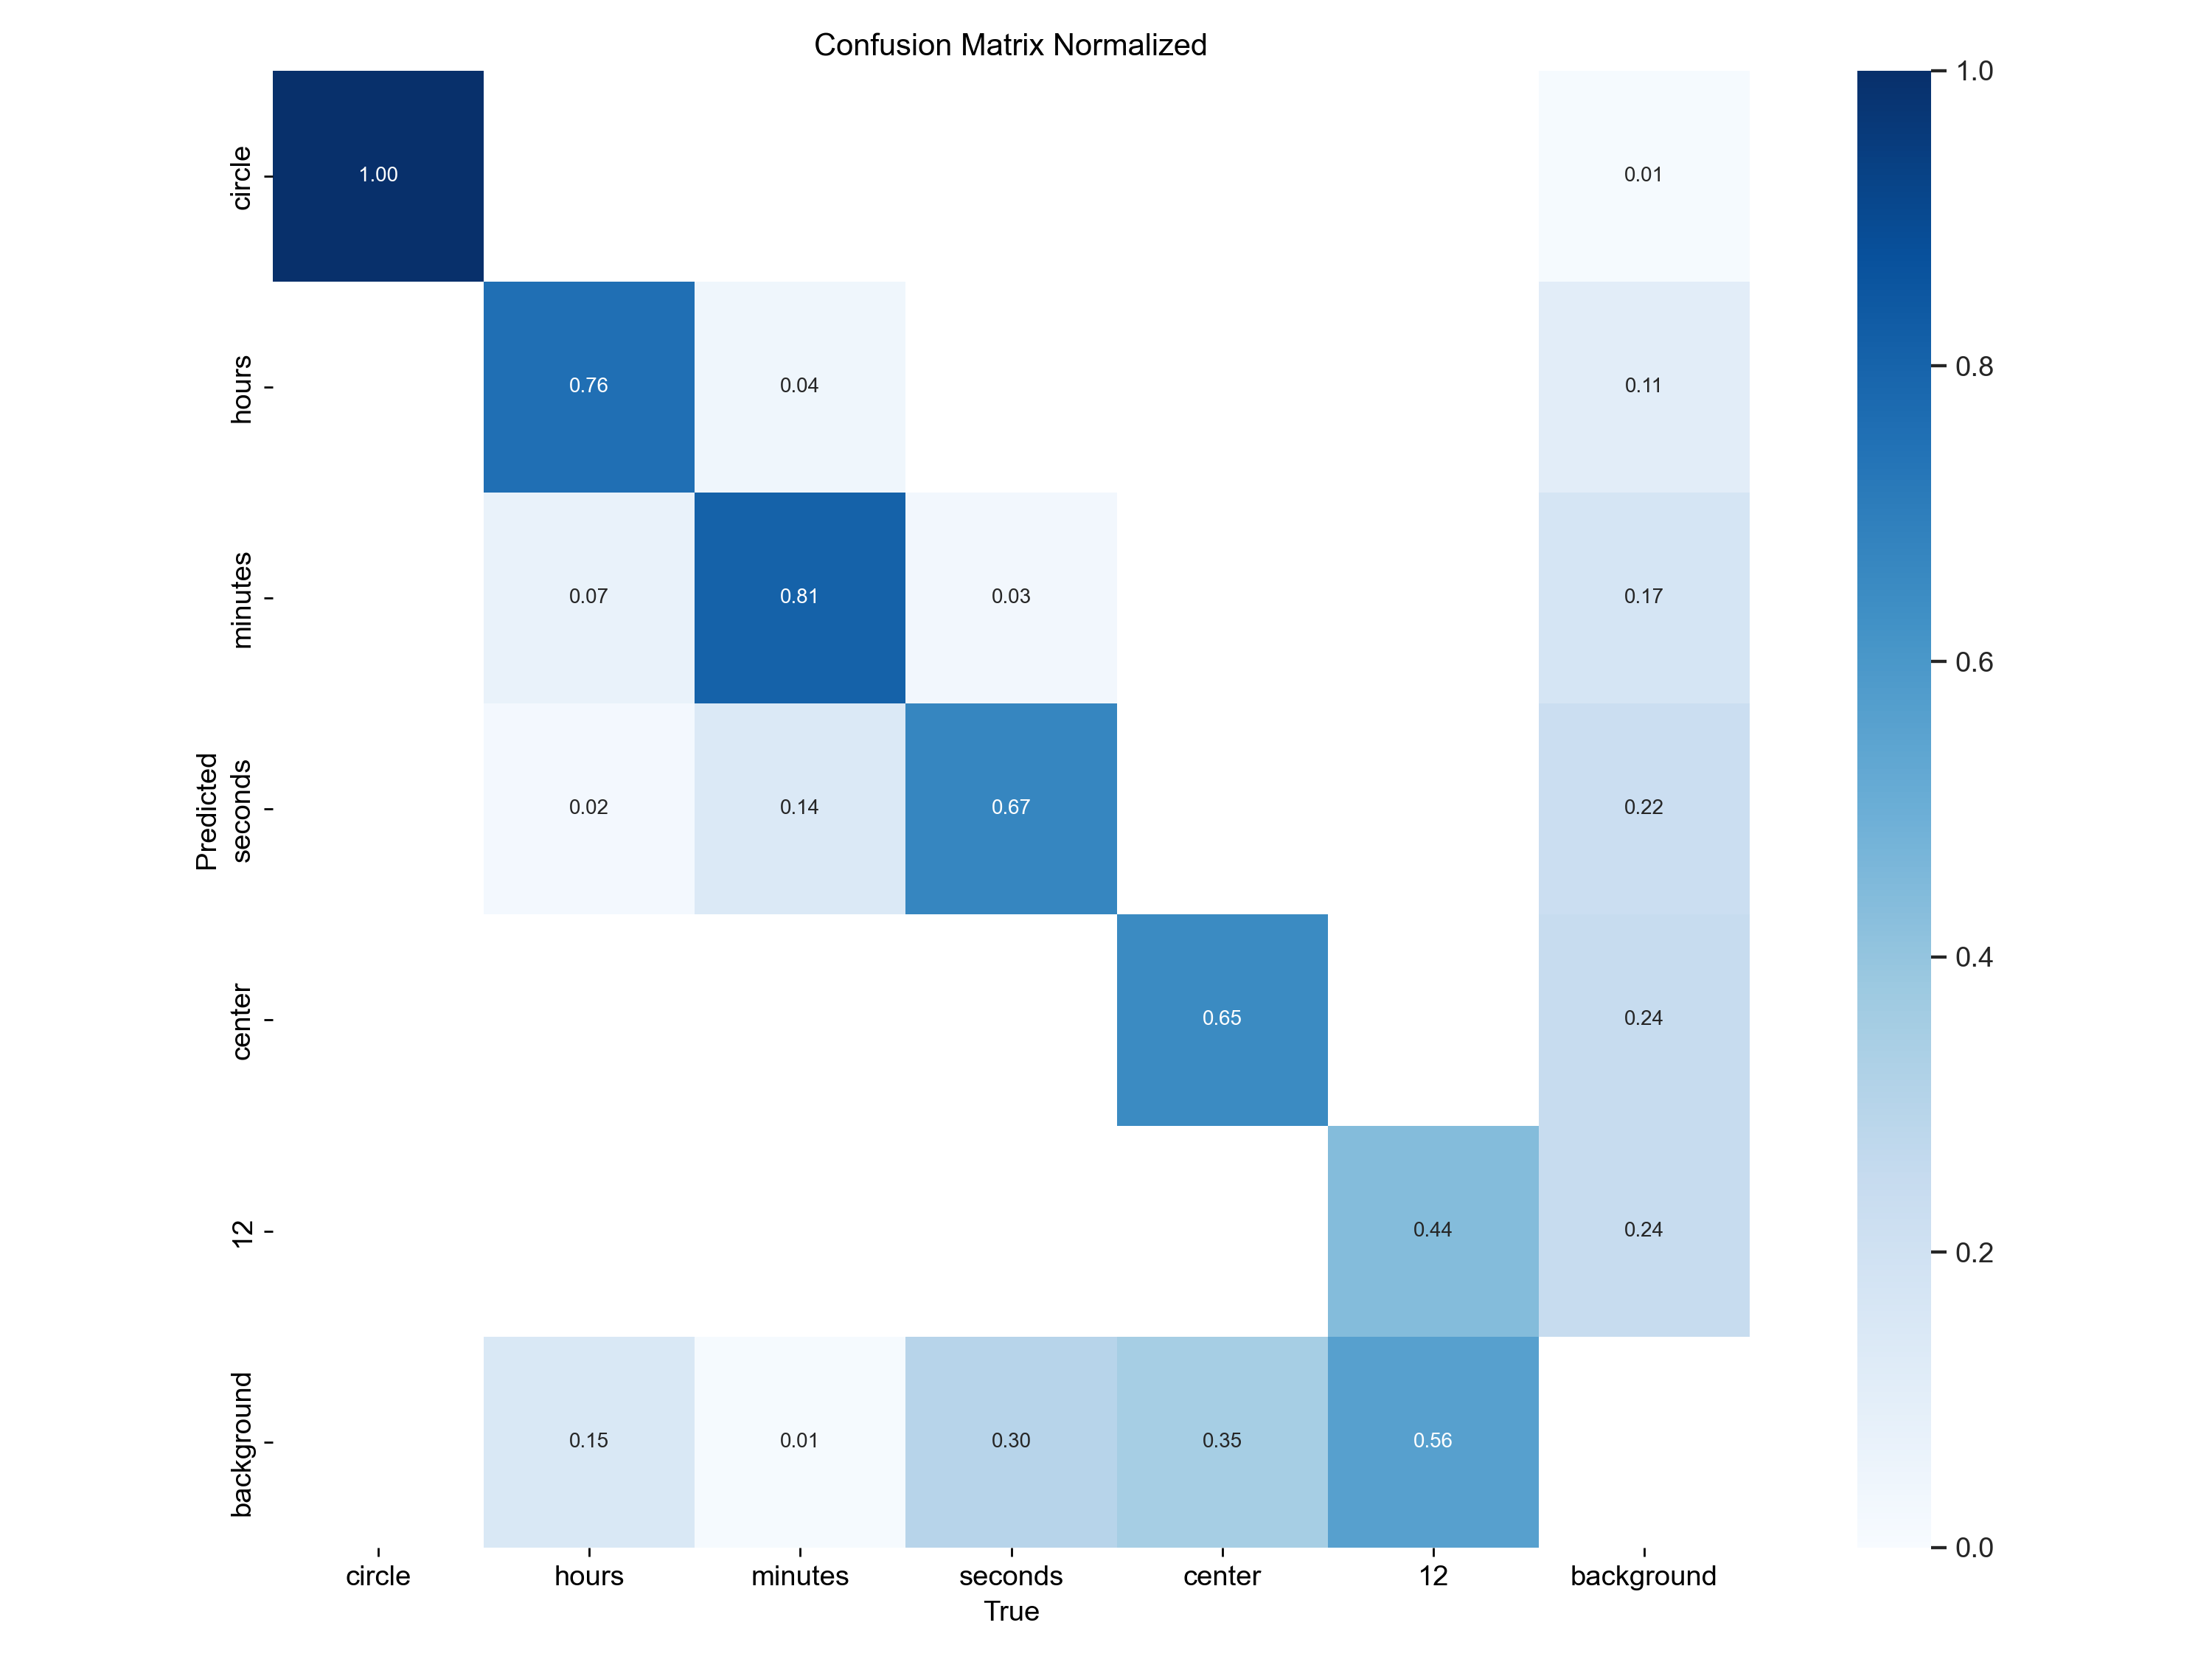 Confusion Matrix Normalized
circle
1.00
0.01
hours
0.76
0.04
0.11
minutes
0.07
0.81
0.03
0.17
seconds
0.02
0.14
0.67
0.22
center
0.65
0.24
12
0.44
0.24
background
0.15
0.01
0.30
0.35
0.56
Predicted
circle
hours
minutes
seconds
center
12
background
True
1.0
0.8
0.6
0.4
0.2
0.0